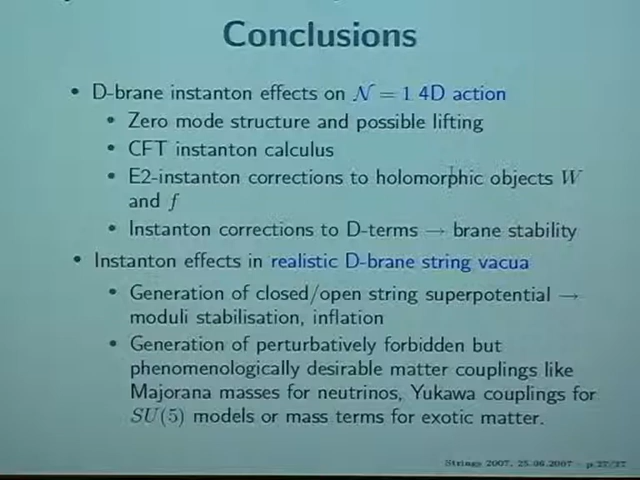 Conclusions
• D-brane instanton effects on 𝒩 = 1 4D action
• Zero mode structure and possible lifting
• CFT instanton calculus
• E2-instanton corrections to holomorphic objects W
and f
• Instanton corrections to D-terms → brane stability
• Instanton effects in realistic D-brane string vacua
• Generation of closed/open string superpotential →
moduli stabilisation, inflation
• Generation of perturbatively forbidden but
phenomenologically desirable matter couplings like
Majorana masses for neutrinos, Yukawa couplings for
SU(5) models or mass terms for exotic matter.
Strings 2007, 25.06.2007 – p.27/27